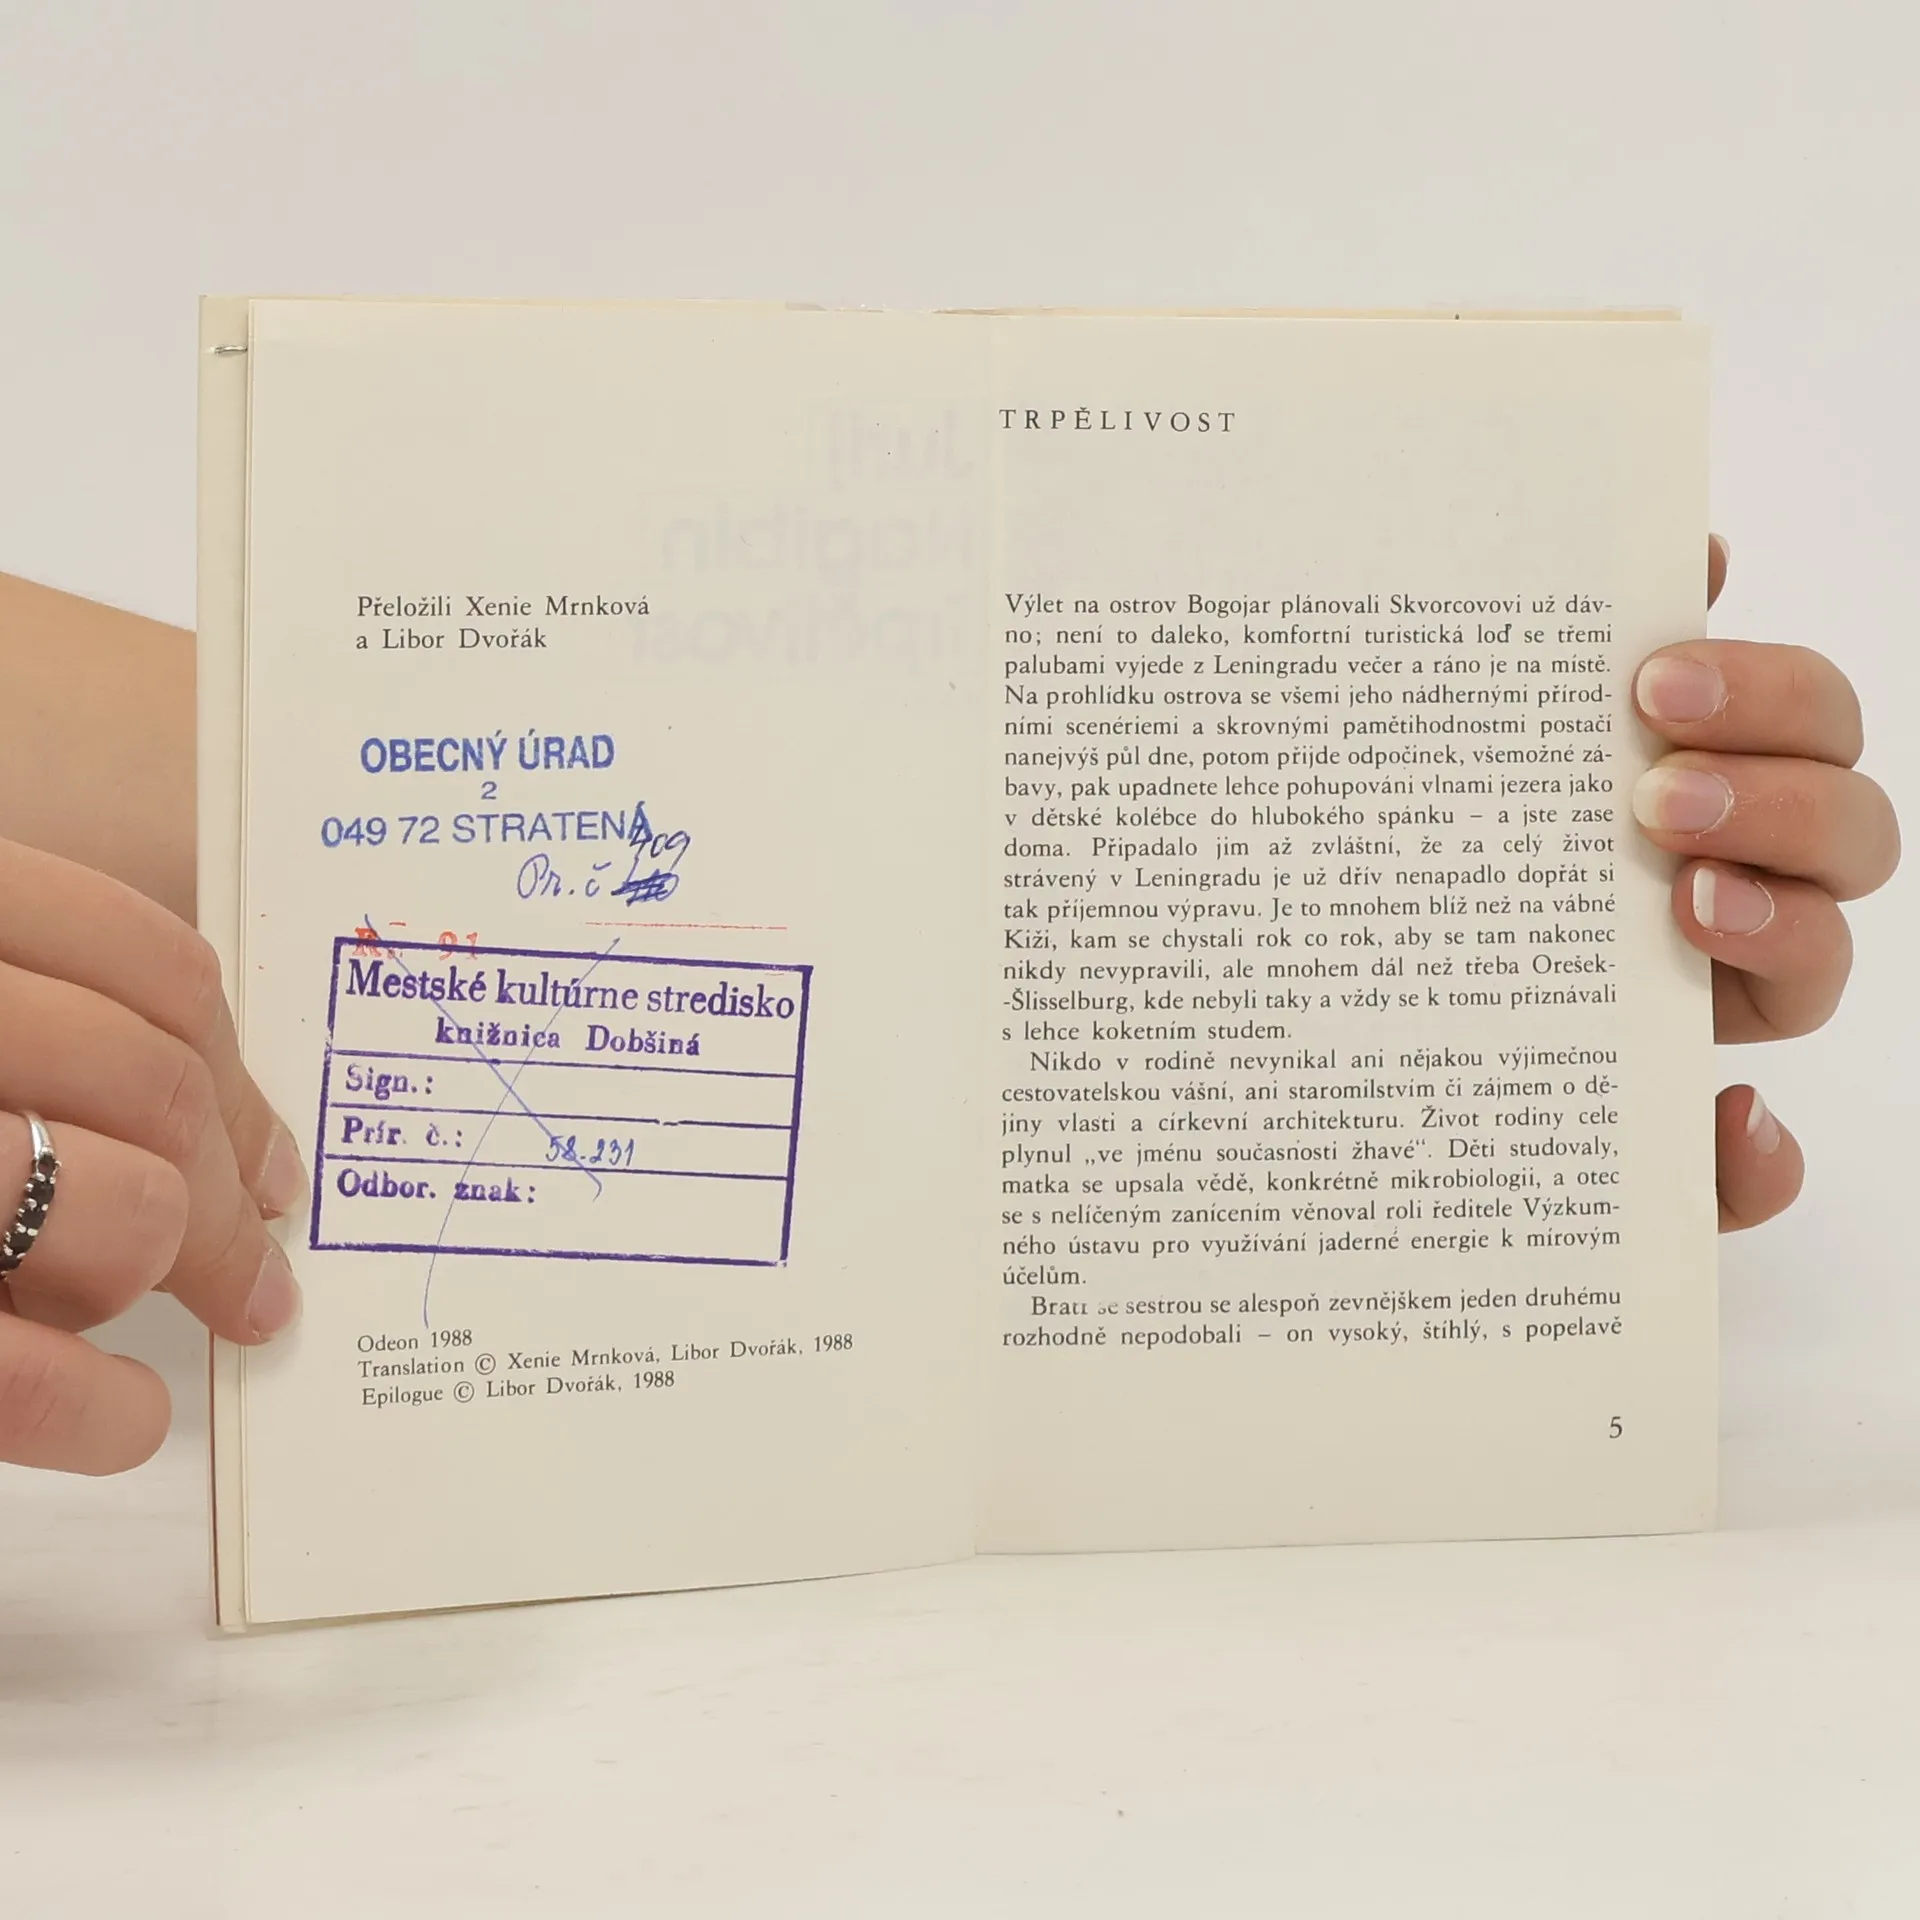 Přeložili Xenie Mrnková
a Libor Dvořák
OBECNÝ ÚRAD
2
049 72 STRATENÁ
409
Pr. č
91
Mestské kultúrne stredisko
knižnica Dobšiná
Sign.:
Prír. č.: 58.231
Odbor. znak:
Odeon 1988
Translation © Xenie Mrnková, Libor Dvořák, 1988
Epilogue © Libor Dvořák, 1988
TRPĚLIVOST
Výlet na ostrov Bogojar plánovali Skvorcovovi už dáv-
no; není to daleko, komfortní turistická loď se třemi
palubami vyjede z Leningradu večer a ráno je na místě.
Na prohlídku ostrova se všemi jeho nádhernými přírod-
ními scenériemi a skrovnými pamětihodnostmi postačí
nanejvýš půl dne, potom přijde odpočinek, všemožné zá-
bavy, pak upadnete lehce pohupováni vlnami jezera jako
v dětské kolébce do hlubokého spánku – a jste zase
doma. Připadalo jim až zvláštní, že za celý život
strávený v Leningradu je už dřív nenapadlo dopřát si
tak příjemnou výpravu. Je to mnohem blíž než na vábné
Kiži, kam se chystali rok co rok, aby se tam nakonec
nikdy nevypravili, ale mnohem dál než třeba Orešek-
-Šlisselburg, kde nebyli taky a vždy se k tomu přiznávali
s lehce koketním studem.
Nikdo v rodině nevynikal ani nějakou výjimečnou
cestovatelskou vášní, ani staromilstvím či zájmem o dě-
jiny vlasti a církevní architekturu. Život rodiny cele
plynul „ve jménu současnosti žhavé“. Děti studovaly,
matka se upsala vědě, konkrétně mikrobiologii, a otec
se s nelíčeným zanícením věnoval roli ředitele Výzkum-
ného ústavu pro využívání jaderné energie k mírovým
účelům.
Bratr se sestrou se alespoň zevnějškem jeden druhému
rozhodně nepodobali – on vysoký, štíhlý, s popelavě
5